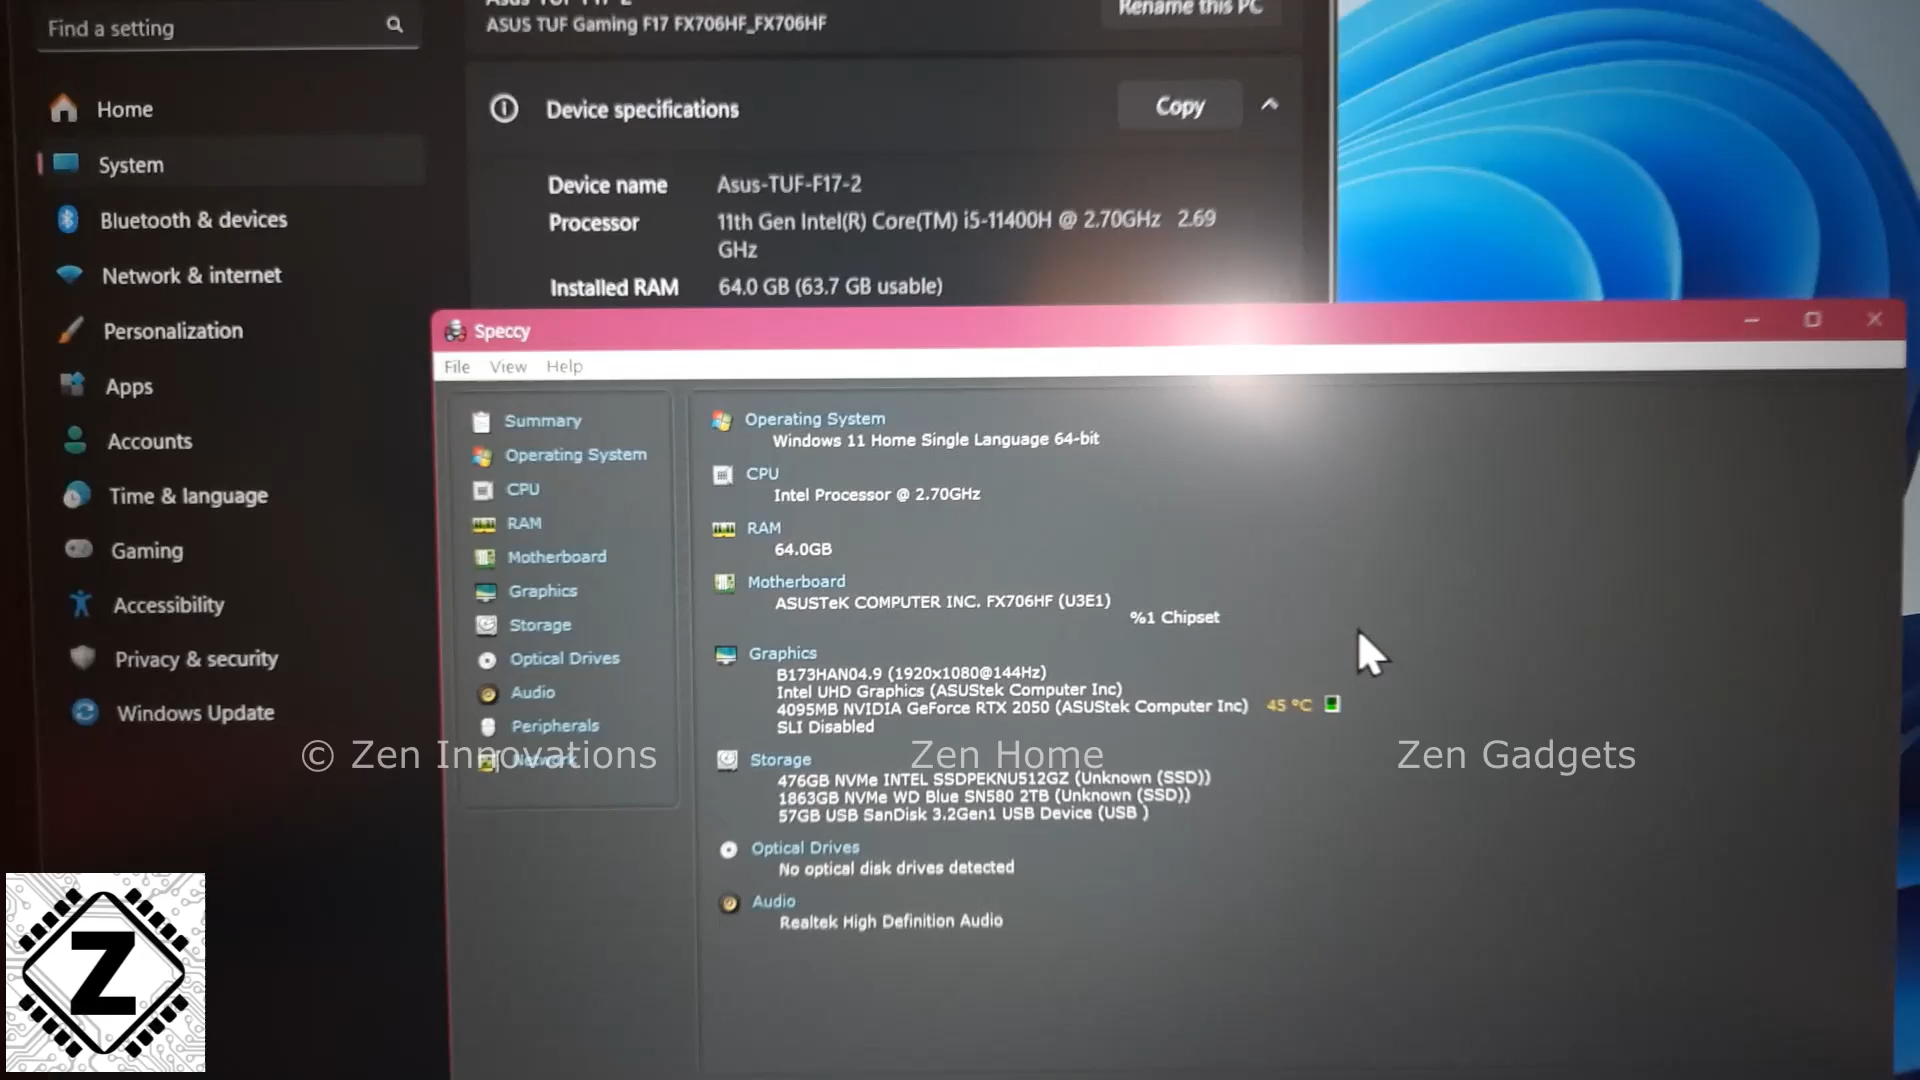 Asus TUF-F17-2
ASUS TUF Gaming F17 FX706HF_FX706HF
Rename this PC
Find a setting
Home
System
Bluetooth & devices
Network & internet
Personalization
Apps
Accounts
Time & language
Gaming
Accessibility
Privacy & security
Windows Update
Device specifications
Copy
Device name Asus-TUF-F17-2
Processor 11th Gen Intel(R) Core(TM) i5-11400H @ 2.70GHz 2.69
GHz
Installed RAM 64.0 GB (63.7 GB usable)
Speccy
File View Help
Summary
Operating System
CPU
RAM
Motherboard
Graphics
Storage
Optical Drives
Audio
Peripherals
Network
Operating System
Windows 11 Home Single Language 64-bit
CPU
Intel Processor @ 2.70GHz
RAM
64.0GB
Motherboard
ASUSTeK COMPUTER INC. FX706HF (U3E1)
%1 Chipset
Graphics
B173HAN04.9 (1920x1080@144Hz)
Intel UHD Graphics (ASUStek Computer Inc)
4095MB NVIDIA GeForce RTX 2050 (ASUStek Computer Inc) 45 °C
SLI Disabled
Storage
476GB NVMe INTEL SSDPEKNU512GZ (Unknown (SSD))
1863GB NVMe WD Blue SN580 2TB (Unknown (SSD))
57GB USB SanDisk 3.2Gen1 USB Device (USB )
Optical Drives
No optical disk drives detected
Audio
Realtek High Definition Audio
© Zen Innovations Zen Home Zen Gadgets
Z